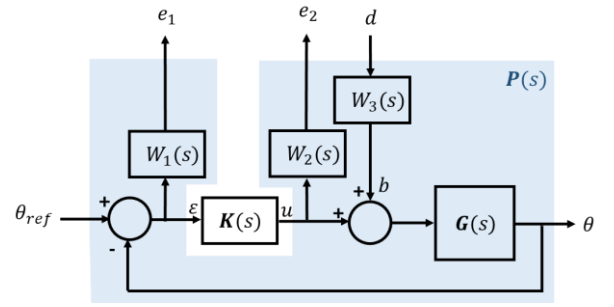 e₁
e₂
d
P(s)
W₃(s)
W₁(s)
W₂(s)
+
b
θref
+
ε
K(s)
u
+
G(s)
θ
-